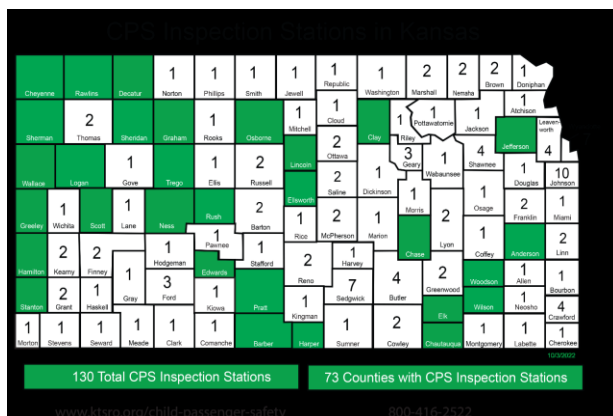 CPS Inspection Stations in Kansas
Cheyenne Rawlins Decatur 1 Norton 1 Phillips 1 Smith 1 Jewell 1 Republic 1 Washington 2 Marshall 2 Nemaha 2 Brown 1 Doniphan
Sherman 2 Thomas Sheridan Graham 1 Rooks Osborne 1 Mitchell 1 Cloud Clay 1 Riley 1 Pottawatomie 1 Jackson 1 Atchison
Jefferson 4 Leavenworth
Wallace Logan 1 Gove Trego 1 Ellis 2 Russell Lincoln 2 Ottawa 2 Saline 1 Dickinson 3 Geary 1 Wabaunsee 4 Shawnee 1 Douglas 10 Johnson
Greeley 1 Wichita Scott 1 Lane Ness Rush 2 Barton Ellsworth 1 Rice 2 McPherson 1 Marion 1 Morris Chase 2 Lyon 1 Osage 2 Franklin 1 Miami
Hamilton 2 Kearny 2 Finney 1 Hodgeman 1 Pawnee Edwards 1 Stafford 2 Reno 1 Harvey 1 Coffey Anderson 2 Linn
Stanton 2 Grant 1 Haskell 1 Gray 3 Ford 1 Kiowa Pratt 1 Kingman 7 Sedgwick 4 Butler 2 Greenwood Woodson 1 Allen 1 Bourbon
Elk Wilson 1 Neosho 4 Crawford
1 Morton 1 Stevens 1 Seward 1 Meade 1 Clark 1 Comanche Barber Harper 1 Sumner 2 Cowley Chautauqua 1 Montgomery 1 Labette 1 Cherokee
10/3/2022
130 Total CPS Inspection Stations 73 Counties with CPS Inspection Stations
www.ktsro.org/child-passenger-safety 800-416-2522